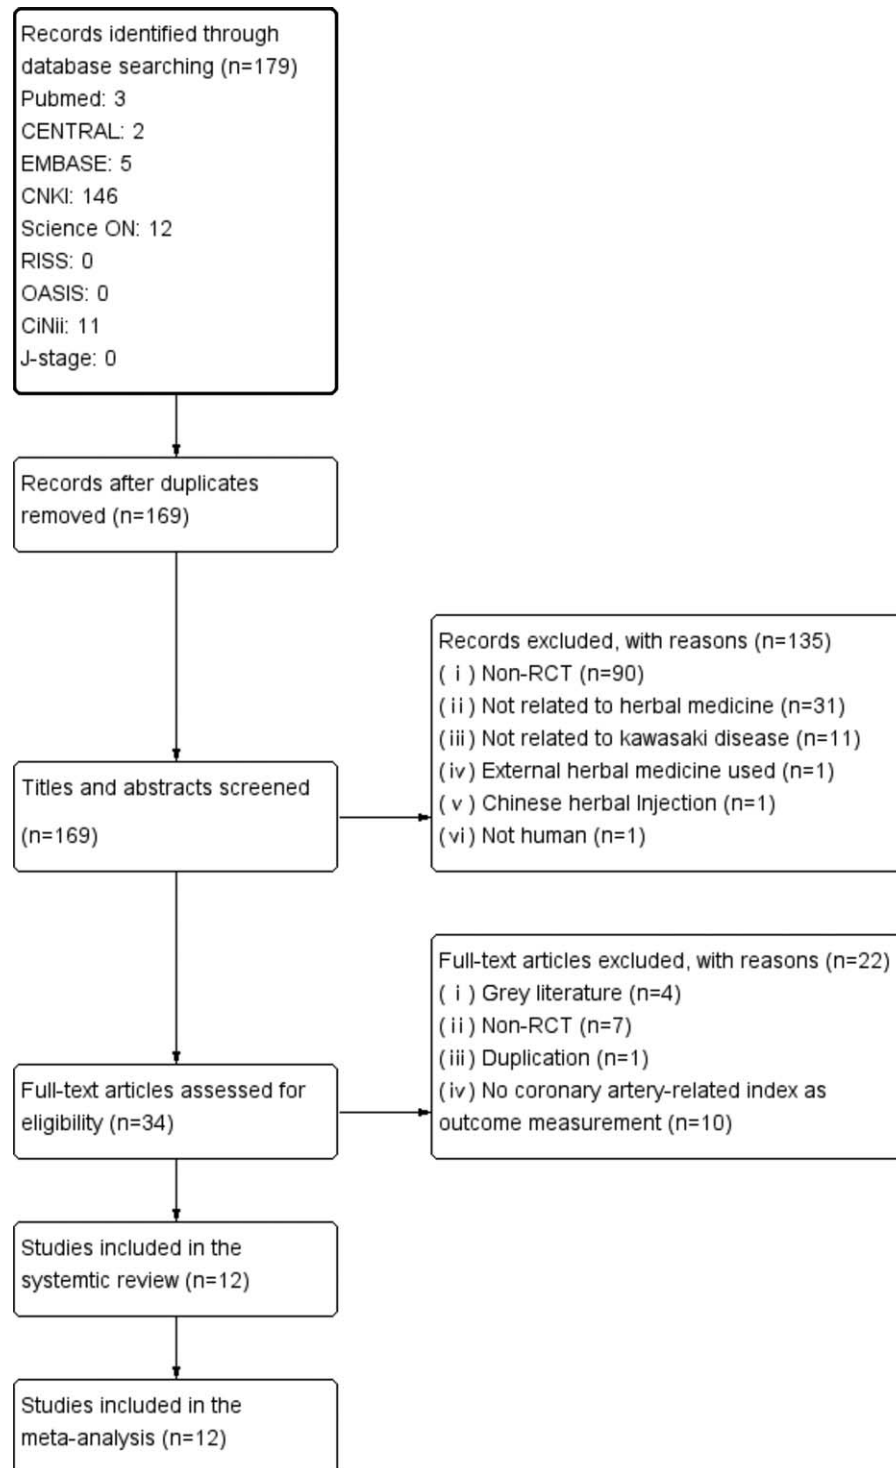 Records identified through
database searching (n=179)
Pubmed: 3
CENTRAL: 2
EMBASE: 5
CNKI: 146
Science ON: 12
RISS: 0
OASIS: 0
CiNii: 11
J-stage: 0
Records after duplicates
removed (n=169)
Titles and abstracts screened
(n=169)
Records excluded, with reasons (n=135)
( i ) Non-RCT (n=90)
( ii ) Not related to herbal medicine (n=31)
( iii ) Not related to kawasaki disease (n=11)
( iv ) External herbal medicine used (n=1)
( v ) Chinese herbal Injection (n=1)
( vi ) Not human (n=1)
Full-text articles assessed for
eligibility (n=34)
Full-text articles excluded, with reasons (n=22)
( i ) Grey literature (n=4)
( ii ) Non-RCT (n=7)
( iii ) Duplication (n=1)
( iv ) No coronary artery-related index as
outcome measurement (n=10)
Studies included in the
systemtic review (n=12)
Studies included in the
meta-analysis (n=12)